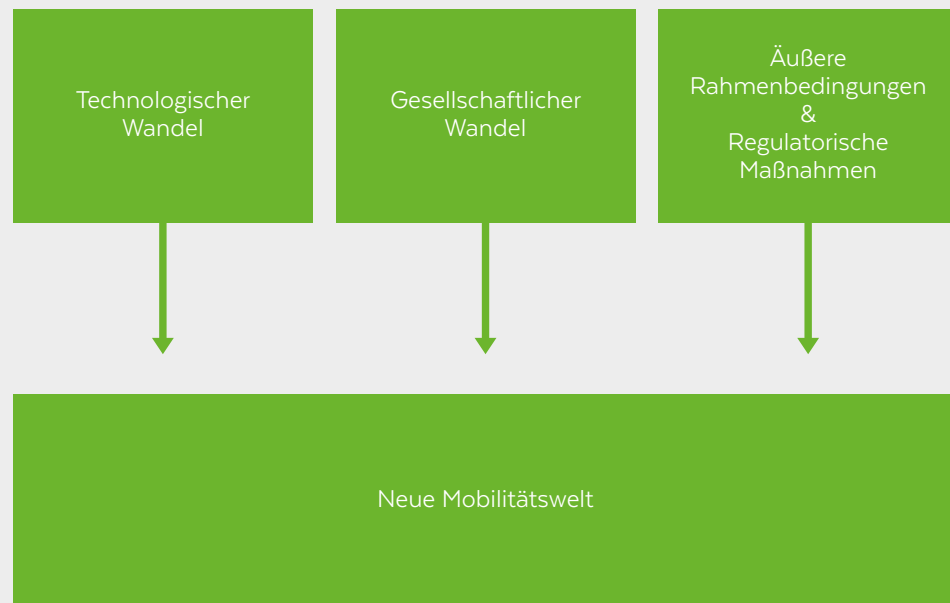 Technologischer
Wandel
Gesellschaftlicher
Wandel
Äußere
Rahmenbedingungen
&
Regulatorische
Maßnahmen
Neue Mobilitätswelt